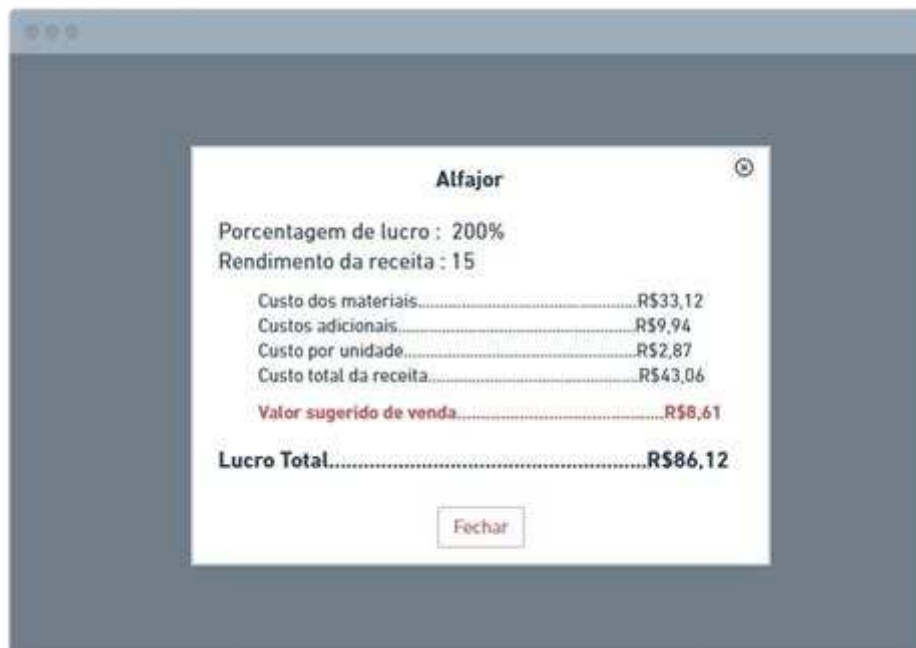 Alfajor
Porcentagem de lucro : 200%
Rendimento da receita : 15
Custo dos materiais........................................R$33,12
Custos adicionais...........................................R$9,94
Custo por unidade..........................................R$2,87
Custo total da receita......................................R$43,06
Valor sugerido de venda.....................................R$8,61
Lucro Total.....................................................R$86,12
Fechar